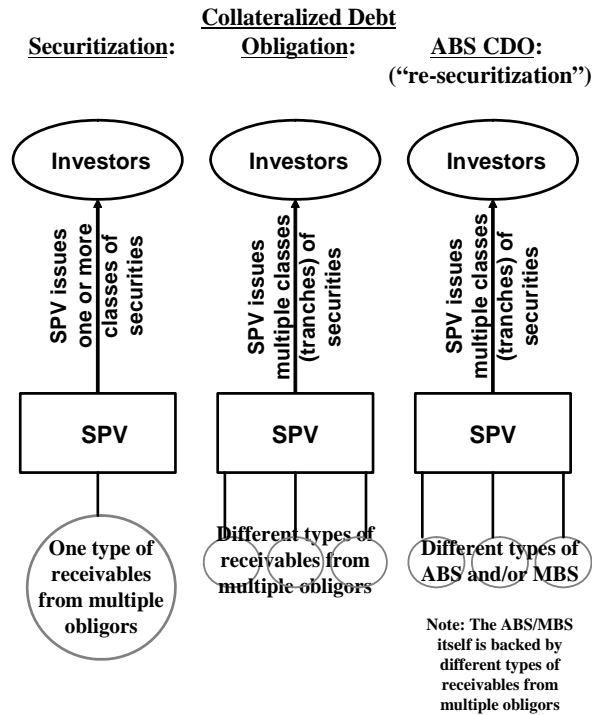 Securitization:
Collateralized Debt
Obligation:
ABS CDO:
(“re-securitization”)
Investors
SPV issues
one or more
classes of
securities
SPV
One type of
receivables
from multiple
obligors
Investors
SPV issues
multiple classes
(tranches) of
securities
SPV
Different types of
receivables from
multiple obligors
Investors
SPV issues
multiple classes
(tranches) of
securities
SPV
Different types of
ABS and/or MBS
Note: The ABS/MBS
itself is backed by
different types of
receivables from
multiple obligors